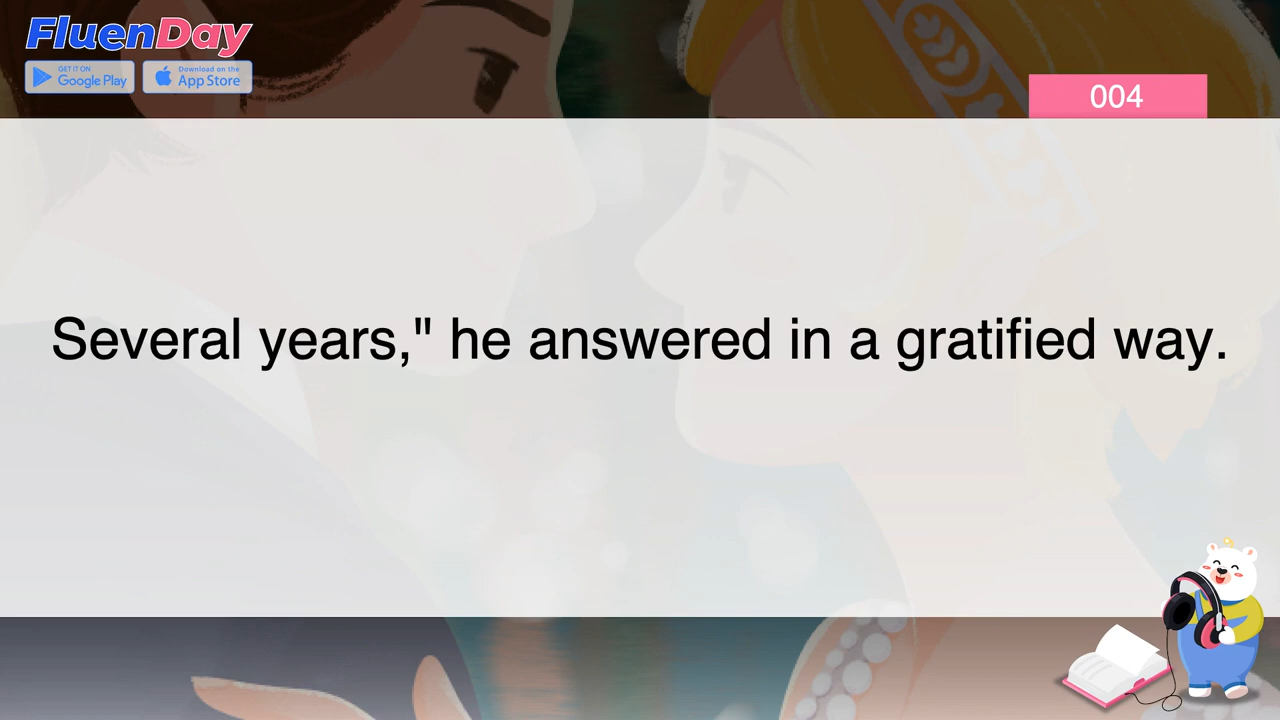 FluenDay
GET IT ON
Google Play
Download on the
App Store
004
Several years," he answered in a gratified way.